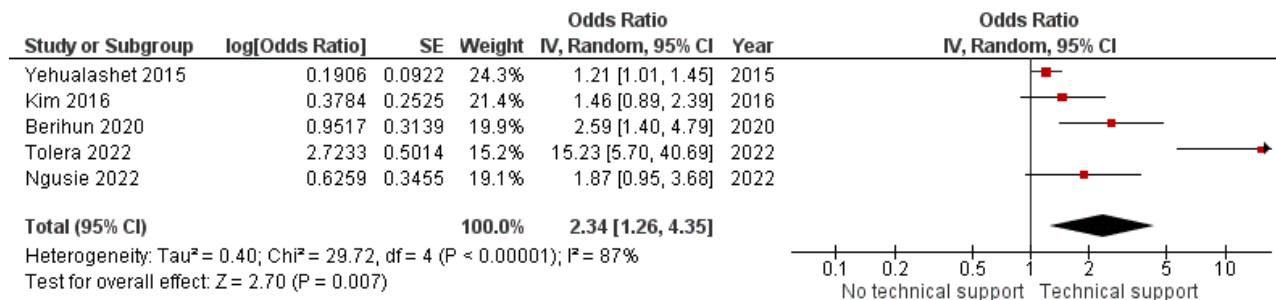 Odds Ratio Odds Ratio
Study or Subgroup log[Odds Ratio] SE Weight IV, Random, 95% CI Year IV, Random, 95% CI
Yehualashet 2015 0.1906 0.0922 24.3% 1.21 [1.01, 1.45] 2015
Kim 2016 0.3784 0.2525 21.4% 1.46 [0.89, 2.39] 2016
Berihun 2020 0.9517 0.3139 19.9% 2.59 [1.40, 4.79] 2020
Tolera 2022 2.7233 0.5014 15.2% 15.23 [5.70, 40.69] 2022
Ngusie 2022 0.6259 0.3455 19.1% 1.87 [0.95, 3.68] 2022
Total (95% CI) 100.0% 2.34 [1.26, 4.35]
Heterogeneity: Tau² = 0.40; Chi² = 29.72, df = 4 (P < 0.00001); I² = 87%
Test for overall effect: Z = 2.70 (P = 0.007)
0.1 0.2 0.5 1 2 5 10
No technical support Technical support